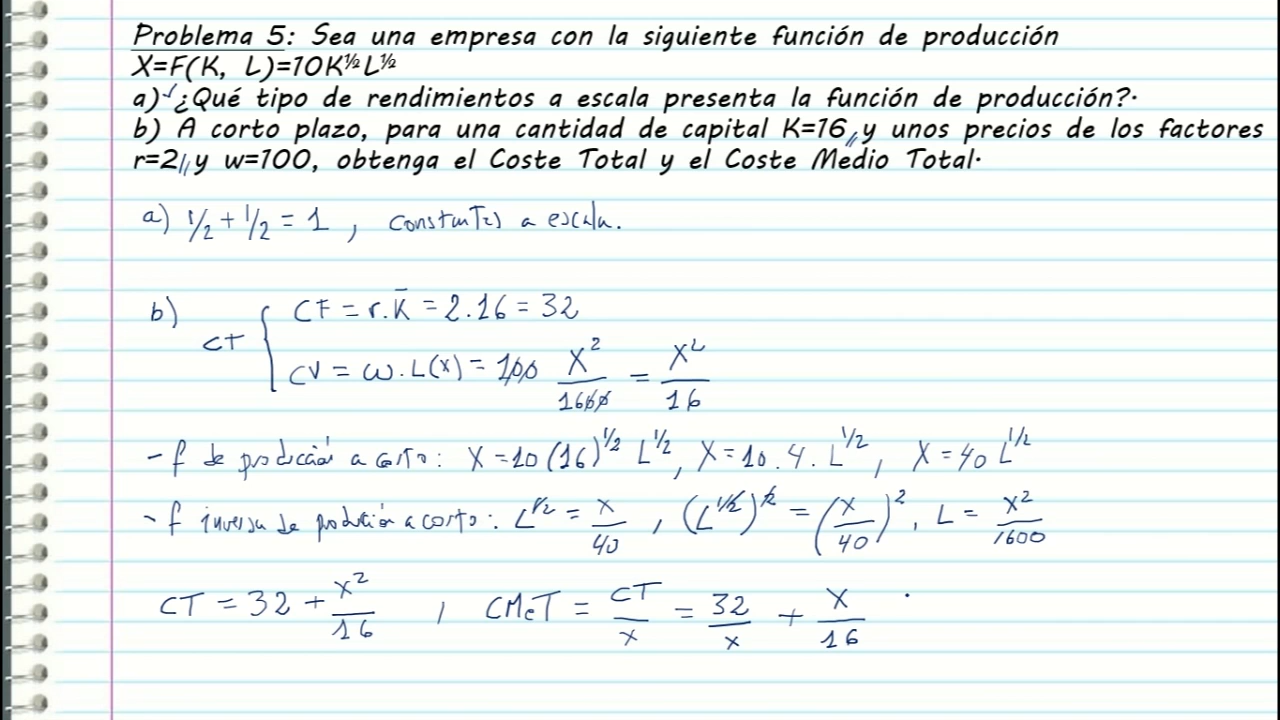 Problema 5: Sea una empresa con la siguiente función de producción
X=F(K, L)=10K½L½
a) ¿Qué tipo de rendimientos a escala presenta la función de producción?.
b) A corto plazo, para una cantidad de capital K=16, y unos precios de los factores
r=2, y w=100, obtenga el Coste Total y el Coste Medio Total.
a) 1/2 + 1/2 = 1 , constantes a escala.
b) CT { CF = r.K̄ = 2.16 = 32
CV = w.L(x) = 100 X²/1600 = X²/16
- f de producción a corto: X = 10 (16)^1/2 L^1/2, X = 10.4.L^1/2, X = 40 L^1/2
- f inversa de producción a corto: L^1/2 = x/40 , (L^1/2)^2 = (x/40)^2, L = x²/1600
CT = 32 + x²/16 , CMeT = CT/x = 32/x + x/16